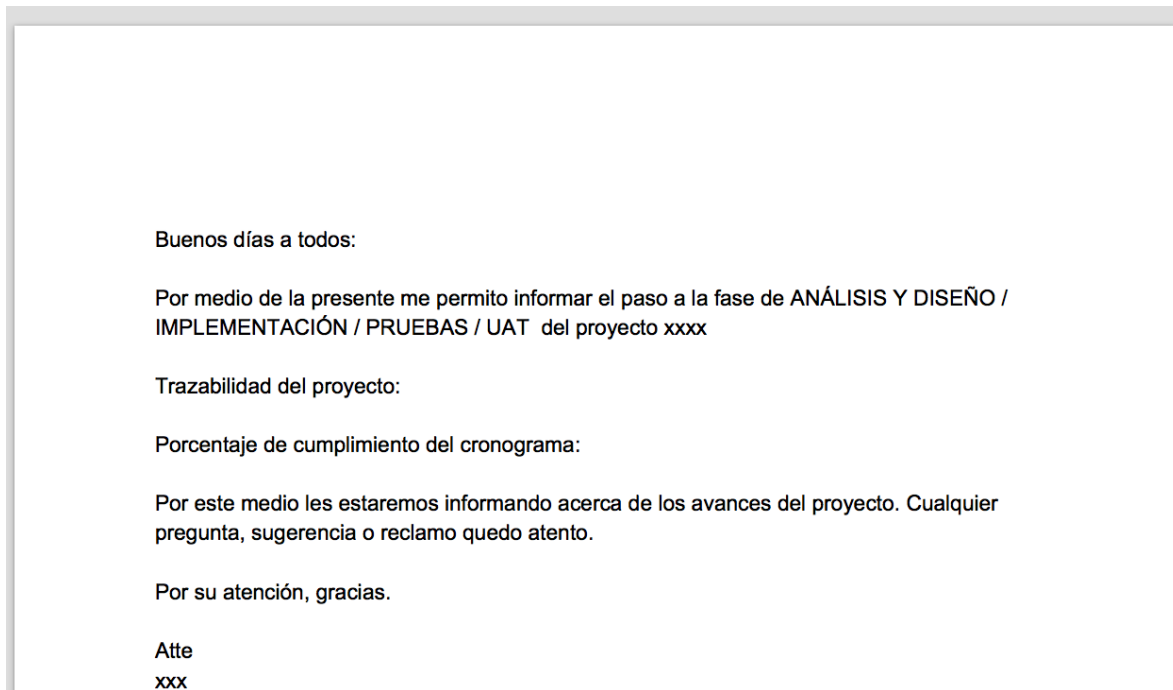 Buenos días a todos:
Por medio de la presente me permito informar el paso a la fase de ANÁLISIS Y DISEÑO /
IMPLEMENTACIÓN / PRUEBAS / UAT  del proyecto xxxx
Trazabilidad del proyecto:
Porcentaje de cumplimiento del cronograma:
Por este medio les estaremos informando acerca de los avances del proyecto. Cualquier
pregunta, sugerencia o reclamo quedo atento.
Por su atención, gracias.
Atte
xxx